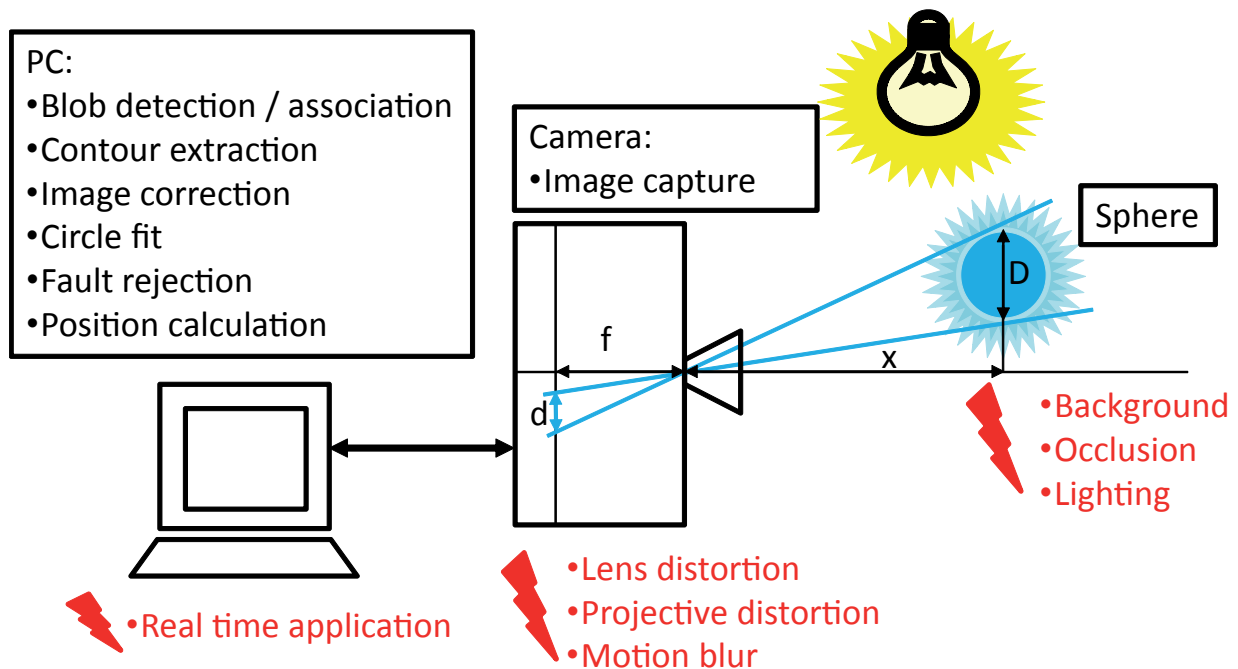 PC:
•Blob detection / association
•Contour extraction
•Image correction
•Circle fit
•Fault rejection
•Position calculation
Camera:
•Image capture
Sphere
D
f
x
d
•Background
•Occlusion
•Lighting
•Lens distortion
•Projective distortion
•Motion blur
•Real time application